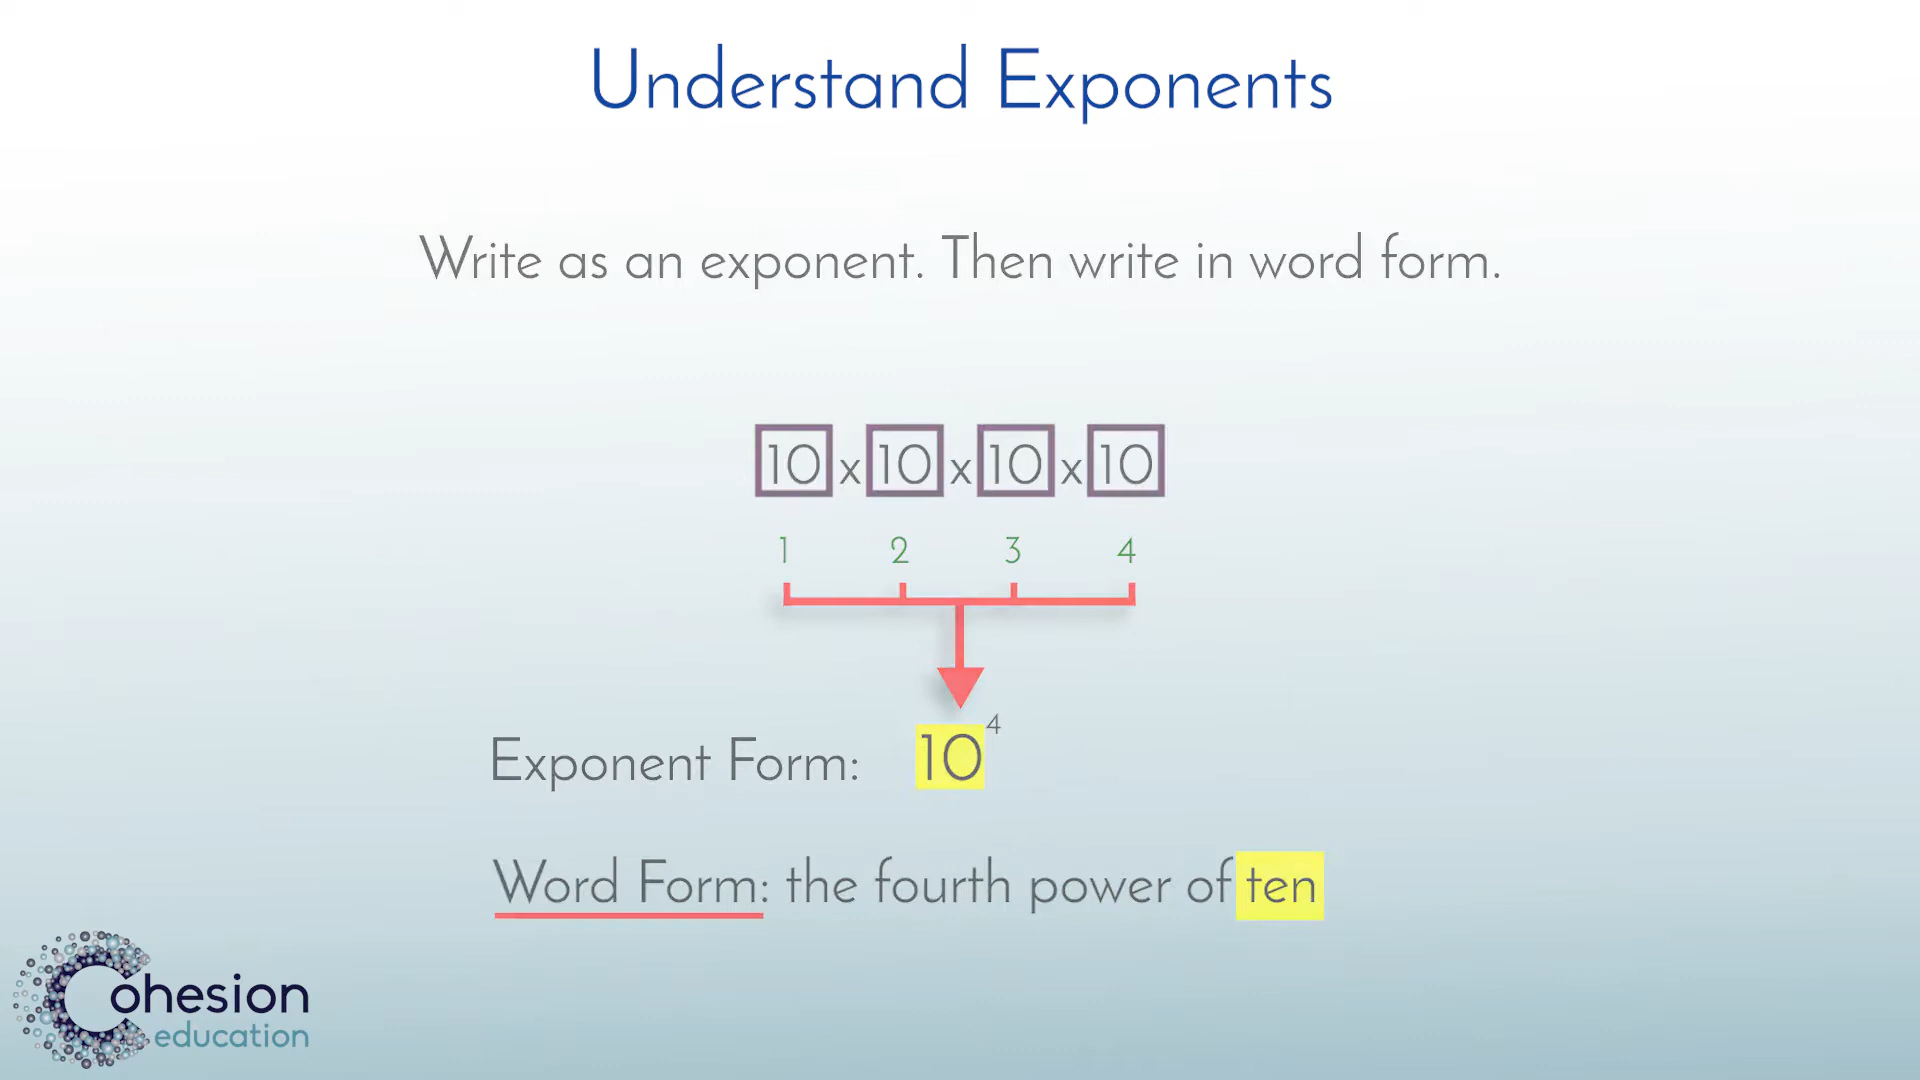 Understand Exponents
Write as an exponent. Then write in word form.
10 x 10 x 10 x 10
1 2 3 4
Exponent Form: 10⁴
Word Form: the fourth power of ten
Cohesion
education